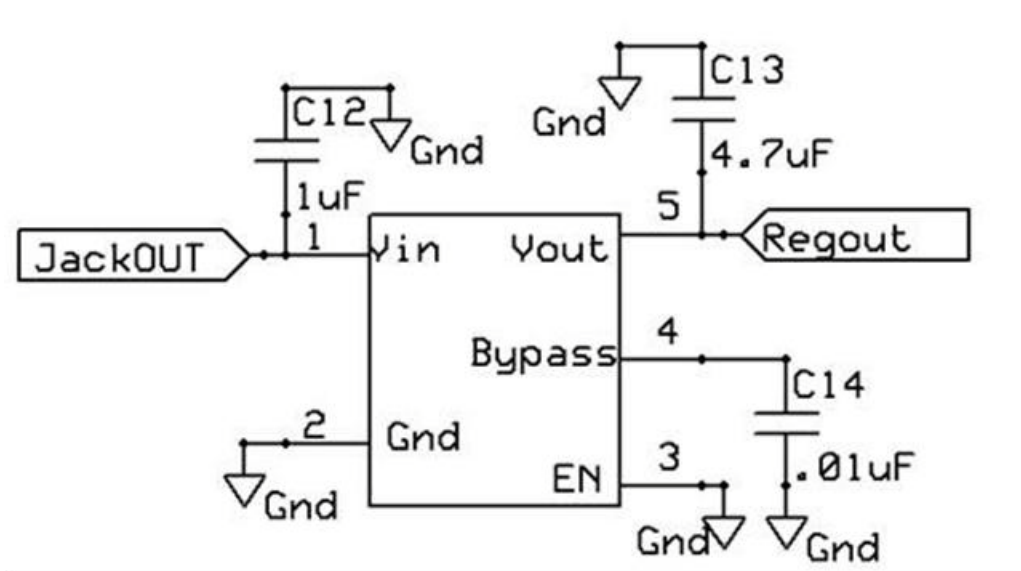 C13
Gnd
4.7uF
C12
Gnd
1uF
JackOUT
1
Vin
Vout
5
Regout
Bypass
4
C14
.01uF
Gnd
2
Gnd
Gnd
EN
3
Gnd